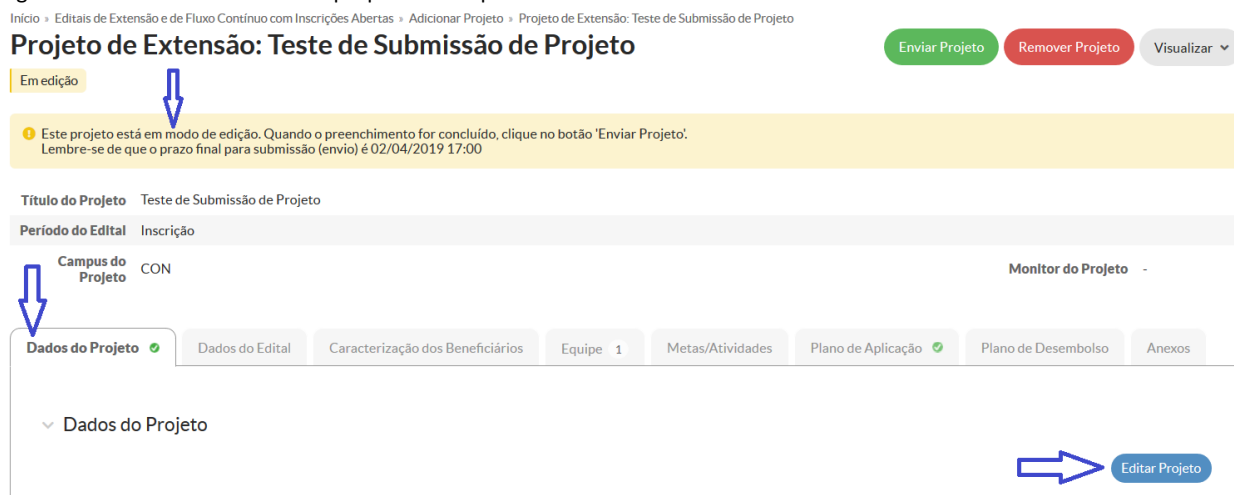 Início » Editais de Extensão e de Fluxo Contínuo com Inscrições Abertas » Adicionar Projeto » Projeto de Extensão: Teste de Submissão de Projeto
Projeto de Extensão: Teste de Submissão de Projeto
Enviar Projeto
Remover Projeto
Visualizar
Em edição
Este projeto está em modo de edição. Quando o preenchimento for concluído, clique no botão 'Enviar Projeto'.
Lembre-se de que o prazo final para submissão (envio) é 02/04/2019 17:00
Título do Projeto Teste de Submissão de Projeto
Período do Edital Inscrição
Campus do Projeto CON
Monitor do Projeto -
Dados do Projeto
Dados do Edital
Caracterização dos Beneficiários
Equipe 1
Metas/Atividades
Plano de Aplicação
Plano de Desembolso
Anexos
Dados do Projeto
Editar Projeto